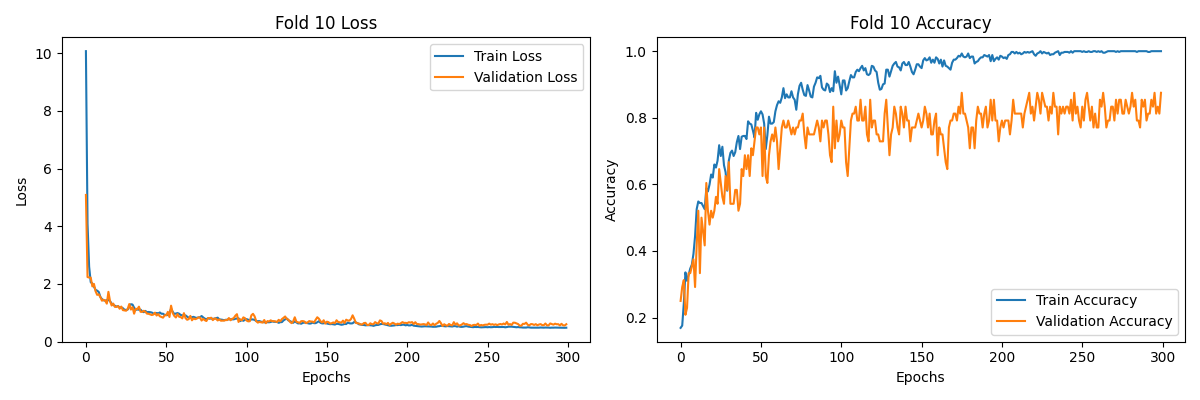 Fold 10 Loss
Train Loss
Validation Loss
10
8
6
4
2
0
Loss
0 50 100 150 200 250 300
Epochs
Fold 10 Accuracy
1.0
0.8
0.6
0.4
0.2
Accuracy
Train Accuracy
Validation Accuracy
0 50 100 150 200 250 300
Epochs